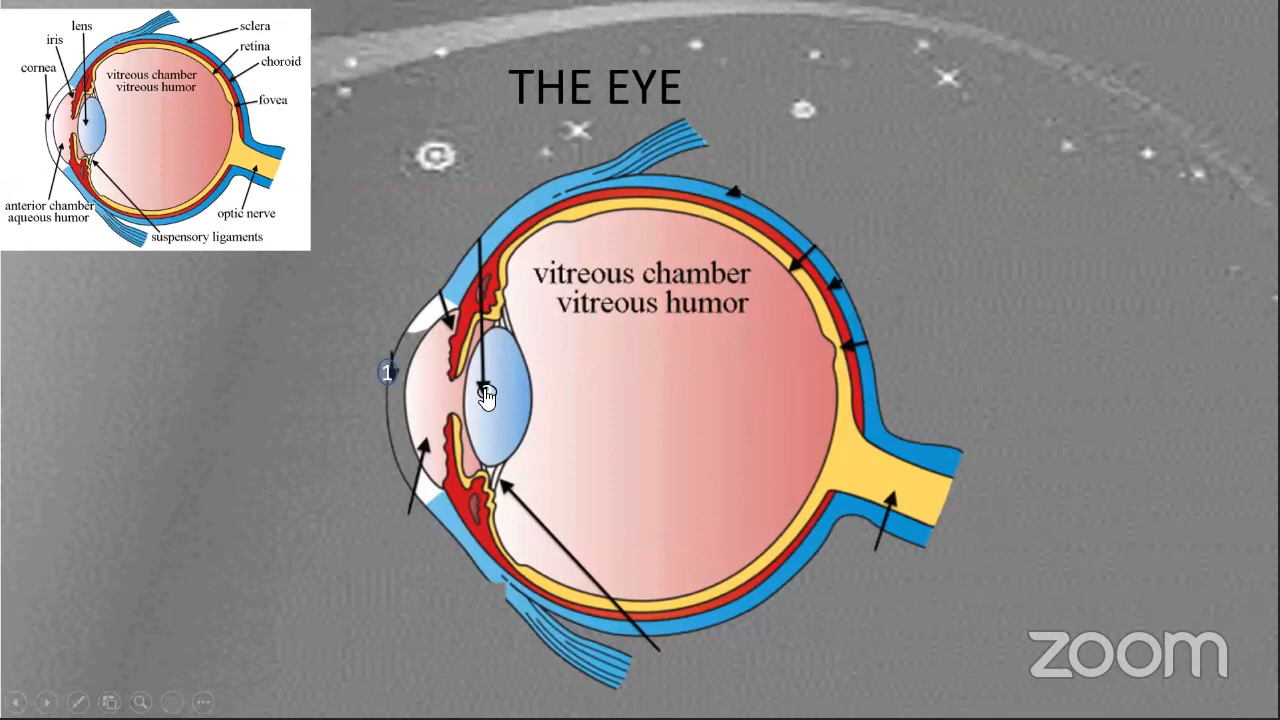 lens
sclera
iris
retina
cornea
choroid
vitreous chamber
vitreous humor
fovea
anterior chamber
aqueous humor
optic nerve
suspensory ligaments
THE EYE
vitreous chamber
vitreous humor
1
zoom